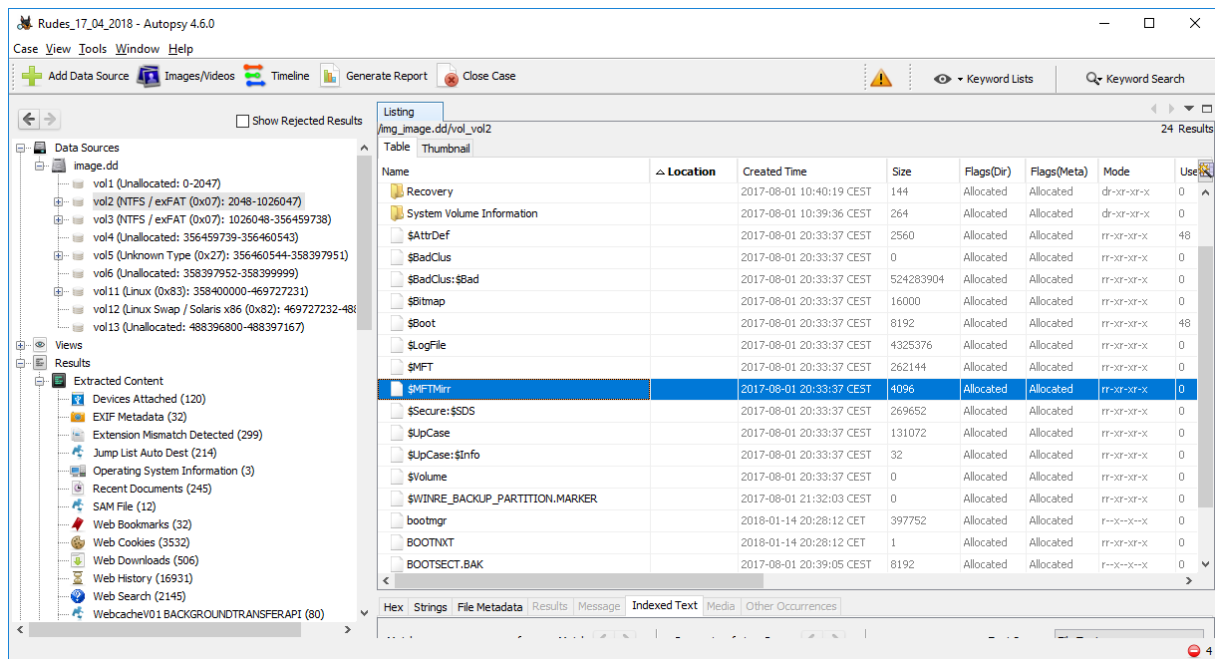 Rudes_17_04_2018 - Autopsy 4.6.0
Case View Tools Window Help
Add Data Source Images/Videos Timeline Generate Report Close Case Keyword Lists Keyword Search
Show Rejected Results
Data Sources
image.dd
vol1 (Unallocated: 0-2047)
vol2 (NTFS / exFAT (0x07): 2048-1026047)
vol3 (NTFS / exFAT (0x07): 1026048-356459738)
vol4 (Unallocated: 356459739-356460543)
vol5 (Unknown Type (0x27): 356460544-358397951)
vol6 (Unallocated: 358397952-358399999)
vol11 (Linux (0x83): 358400000-469727231)
vol12 (Linux Swap / Solaris x86 (0x82): 469727232-488
vol13 (Unallocated: 488396800-488397167)
Views
Results
Extracted Content
Devices Attached (120)
EXIF Metadata (32)
Extension Mismatch Detected (299)
Jump List Auto Dest (214)
Operating System Information (3)
Recent Documents (245)
SAM File (12)
Web Bookmarks (32)
Web Cookies (3532)
Web Downloads (506)
Web History (16931)
Web Search (2145)
WebcacheV01 BACKGROUNDTRANSFERAPI (80)
Listing
/img_image.dd/vol_vol2 24 Results
Table Thumbnail
Name Location Created Time Size Flags(Dir) Flags(Meta) Mode Use
Recovery 2017-08-01 10:40:19 CEST 144 Allocated Allocated dr-xr-xr-x 0
System Volume Information 2017-08-01 10:39:36 CEST 264 Allocated Allocated dr-xr-xr-x 0
$AttrDef 2017-08-01 20:33:37 CEST 2560 Allocated Allocated rr-xr-xr-x 48
$BadClus 2017-08-01 20:33:37 CEST 0 Allocated Allocated rr-xr-xr-x 0
$BadClus:$Bad 2017-08-01 20:33:37 CEST 524283904 Allocated Allocated rr-xr-xr-x 0
$Bitmap 2017-08-01 20:33:37 CEST 16000 Allocated Allocated rr-xr-xr-x 0
$Boot 2017-08-01 20:33:37 CEST 8192 Allocated Allocated rr-xr-xr-x 48
$LogFile 2017-08-01 20:33:37 CEST 4325376 Allocated Allocated rr-xr-xr-x 0
$MFT 2017-08-01 20:33:37 CEST 262144 Allocated Allocated rr-xr-xr-x 0
$MFTMirr 2017-08-01 20:33:37 CEST 4096 Allocated Allocated rr-xr-xr-x 0
$Secure:$SDS 2017-08-01 20:33:37 CEST 269652 Allocated Allocated rr-xr-xr-x 0
$UpCase 2017-08-01 20:33:37 CEST 131072 Allocated Allocated rr-xr-xr-x 0
$UpCase:$Info 2017-08-01 20:33:37 CEST 32 Allocated Allocated rr-xr-xr-x 0
$Volume 2017-08-01 20:33:37 CEST 0 Allocated Allocated rr-xr-xr-x 0
$WINRE_BACKUP_PARTITION.MARKER 2017-08-01 21:32:03 CEST 0 Allocated Allocated rr-xr-xr-x 0
bootmgr 2018-01-14 20:28:12 CET 397752 Allocated Allocated r--x--x--x 0
BOOTNXT 2018-01-14 20:28:12 CET 1 Allocated Allocated rr-xr-xr-x 0
BOOTSECT.BAK 2017-08-01 20:39:05 CEST 8192 Allocated Allocated r--x--x--x 0
Hex Strings File Metadata Results Message Indexed Text Media Other Occurrences
4